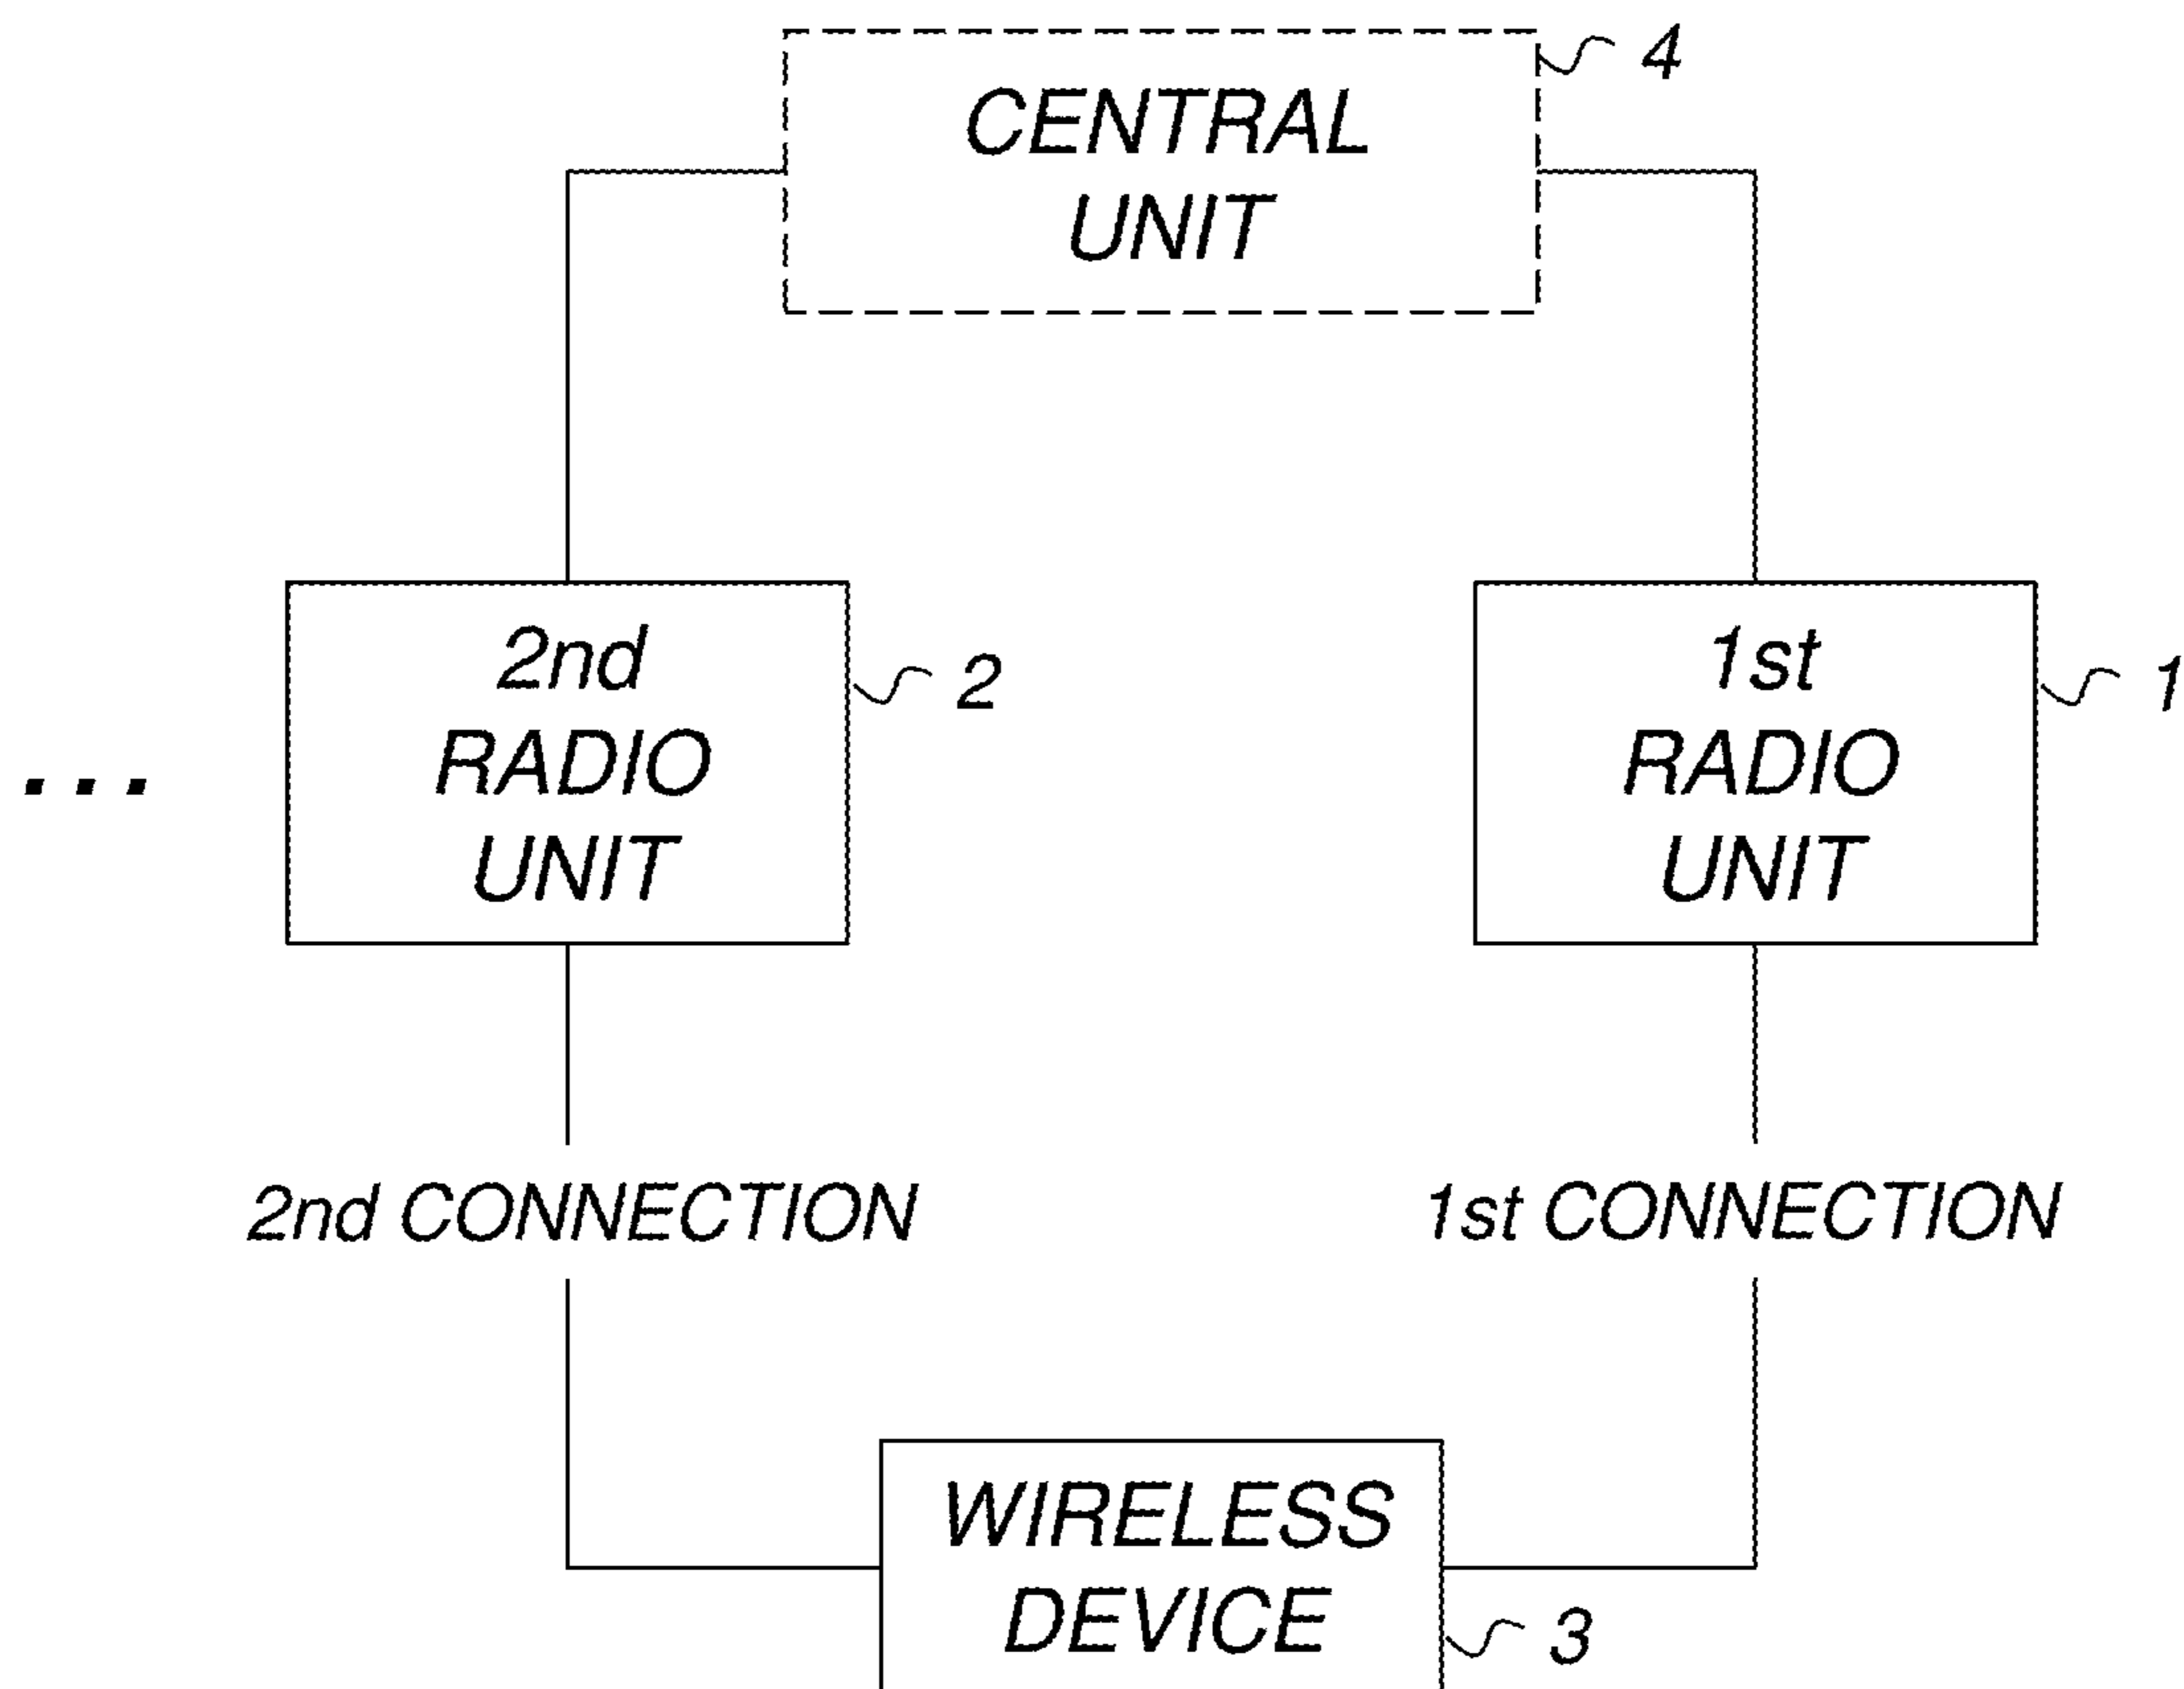 CENTRAL
UNIT
4
2nd
RADIO
UNIT
2
1st
RADIO
UNIT
1
...
2nd CONNECTION
1st CONNECTION
WIRELESS
DEVICE
3